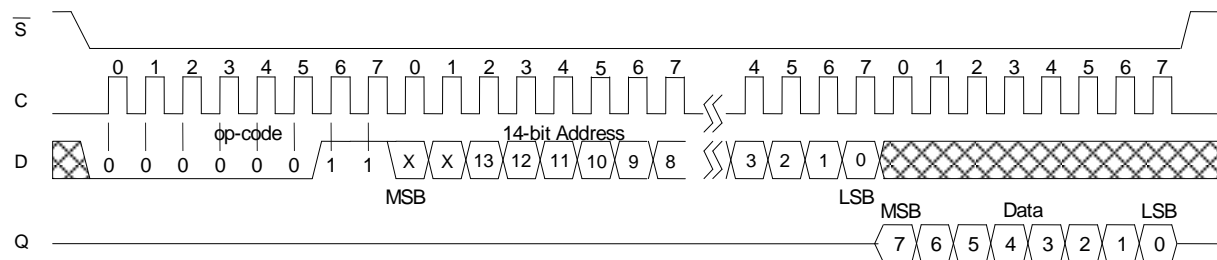 S
0 1 2 3 4 5 6 7 0 1 2 3 4 5 6 7 4 5 6 7 0 1 2 3 4 5 6 7
C
op-code 14-bit Address
D 0 0 0 0 0 0 1 1 X X 13 12 11 10 9 8 3 2 1 0
MSB LSB
MSB Data LSB
Q 7 6 5 4 3 2 1 0